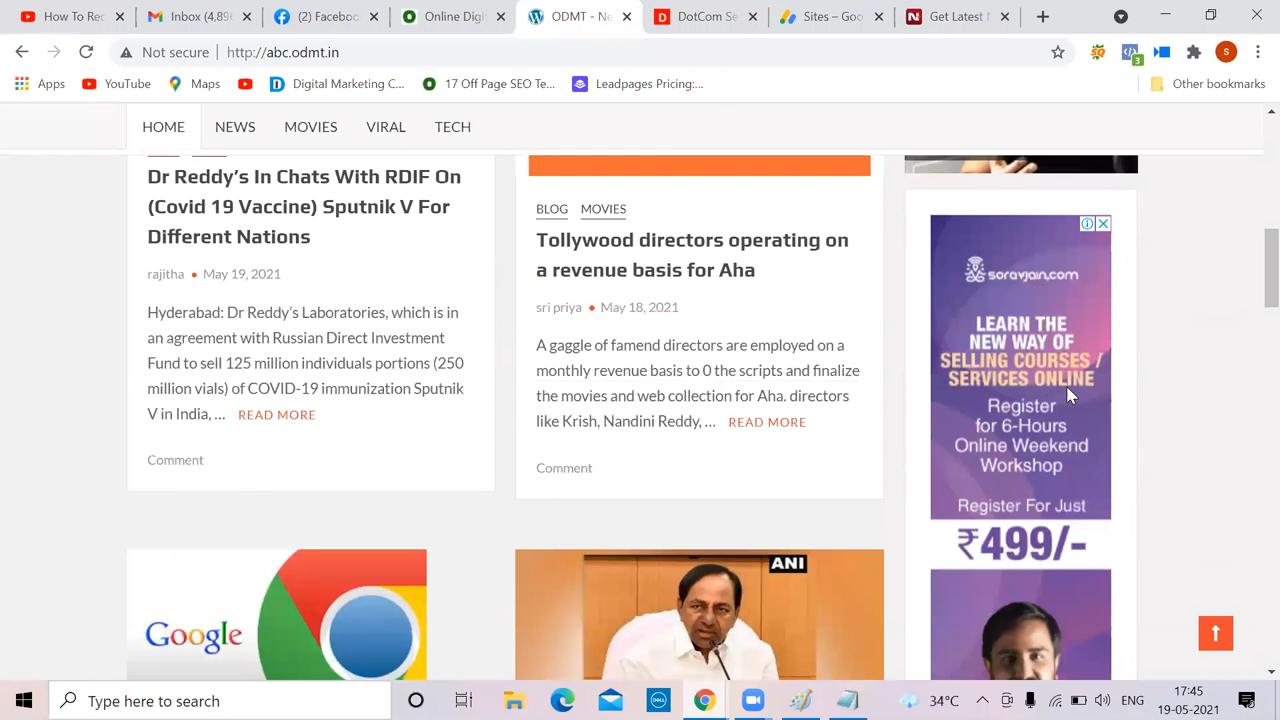 How To Rec
Inbox (4,89
(2) Faceboo
Online Digit
ODMT - Ne
DotCom Se
Sites – Goo
Get Latest N
Not secure
http://abc.odmt.in
3
S
Apps
YouTube
Maps
Digital Marketing C...
17 Off Page SEO Te...
Leadpages Pricing:...
Other bookmarks
HOME
NEWS
MOVIES
VIRAL
TECH
Dr Reddy's In Chats With RDIF On
(Covid 19 Vaccine) Sputnik V For
Different Nations
rajitha • May 19, 2021
Hyderabad: Dr Reddy's Laboratories, which is in
an agreement with Russian Direct Investment
Fund to sell 125 million individuals portions (250
million vials) of COVID-19 immunization Sputnik
V in India, ... READ MORE
Comment
BLOG MOVIES
Tollywood directors operating on
a revenue basis for Aha
sri priya • May 18, 2021
A gaggle of famend directors are employed on a
monthly revenue basis to 0 the scripts and finalize
the movies and web collection for Aha. directors
like Krish, Nandini Reddy, ... READ MORE
Comment
soravjain.com
LEARN THE
NEW WAY OF
SELLING COURSES /
SERVICES ONLINE
Register
for 6-Hours
Online Weekend
Workshop
Register For Just
₹499/-
Google
ANI
Type here to search
DELL
34°C
ENG
17:45
19-05-2021